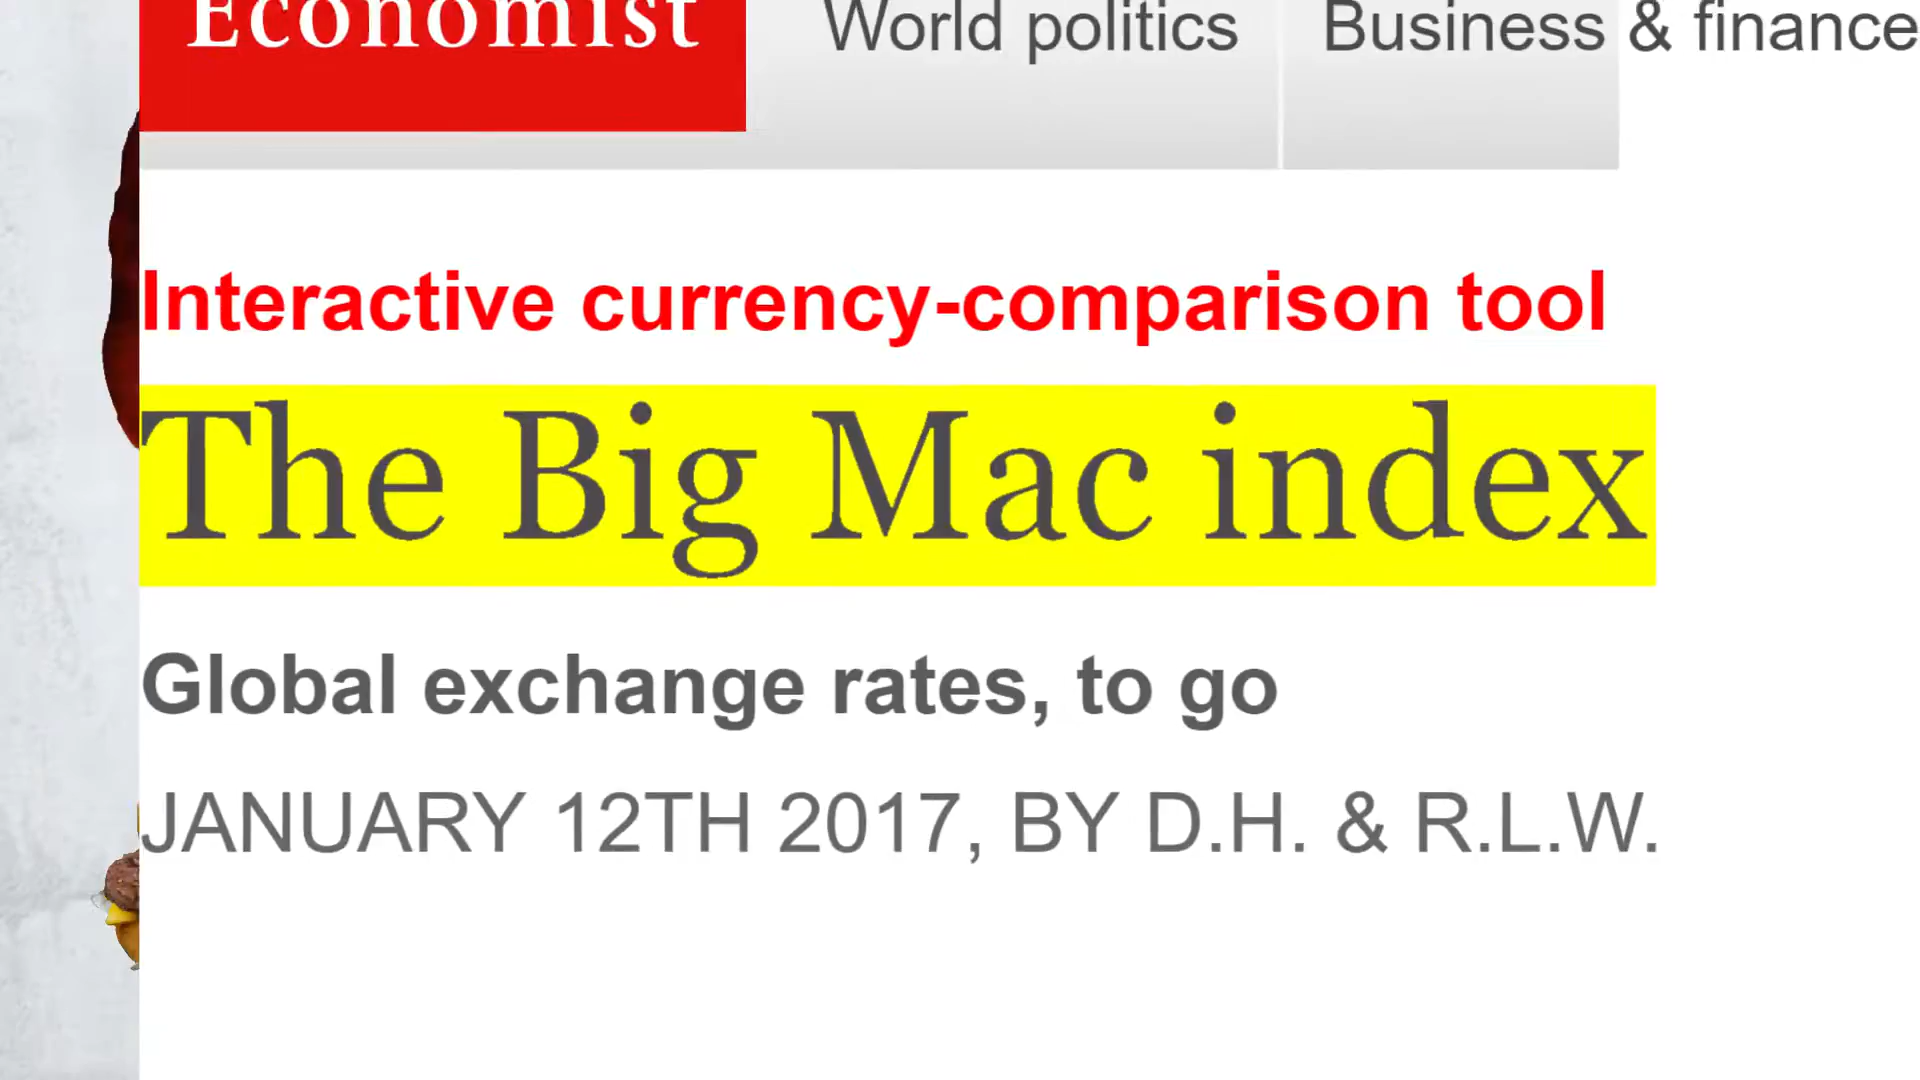 Economist World politics Business & finance
Interactive currency-comparison tool
The Big Mac index
Global exchange rates, to go
JANUARY 12TH 2017, BY D.H. & R.L.W.